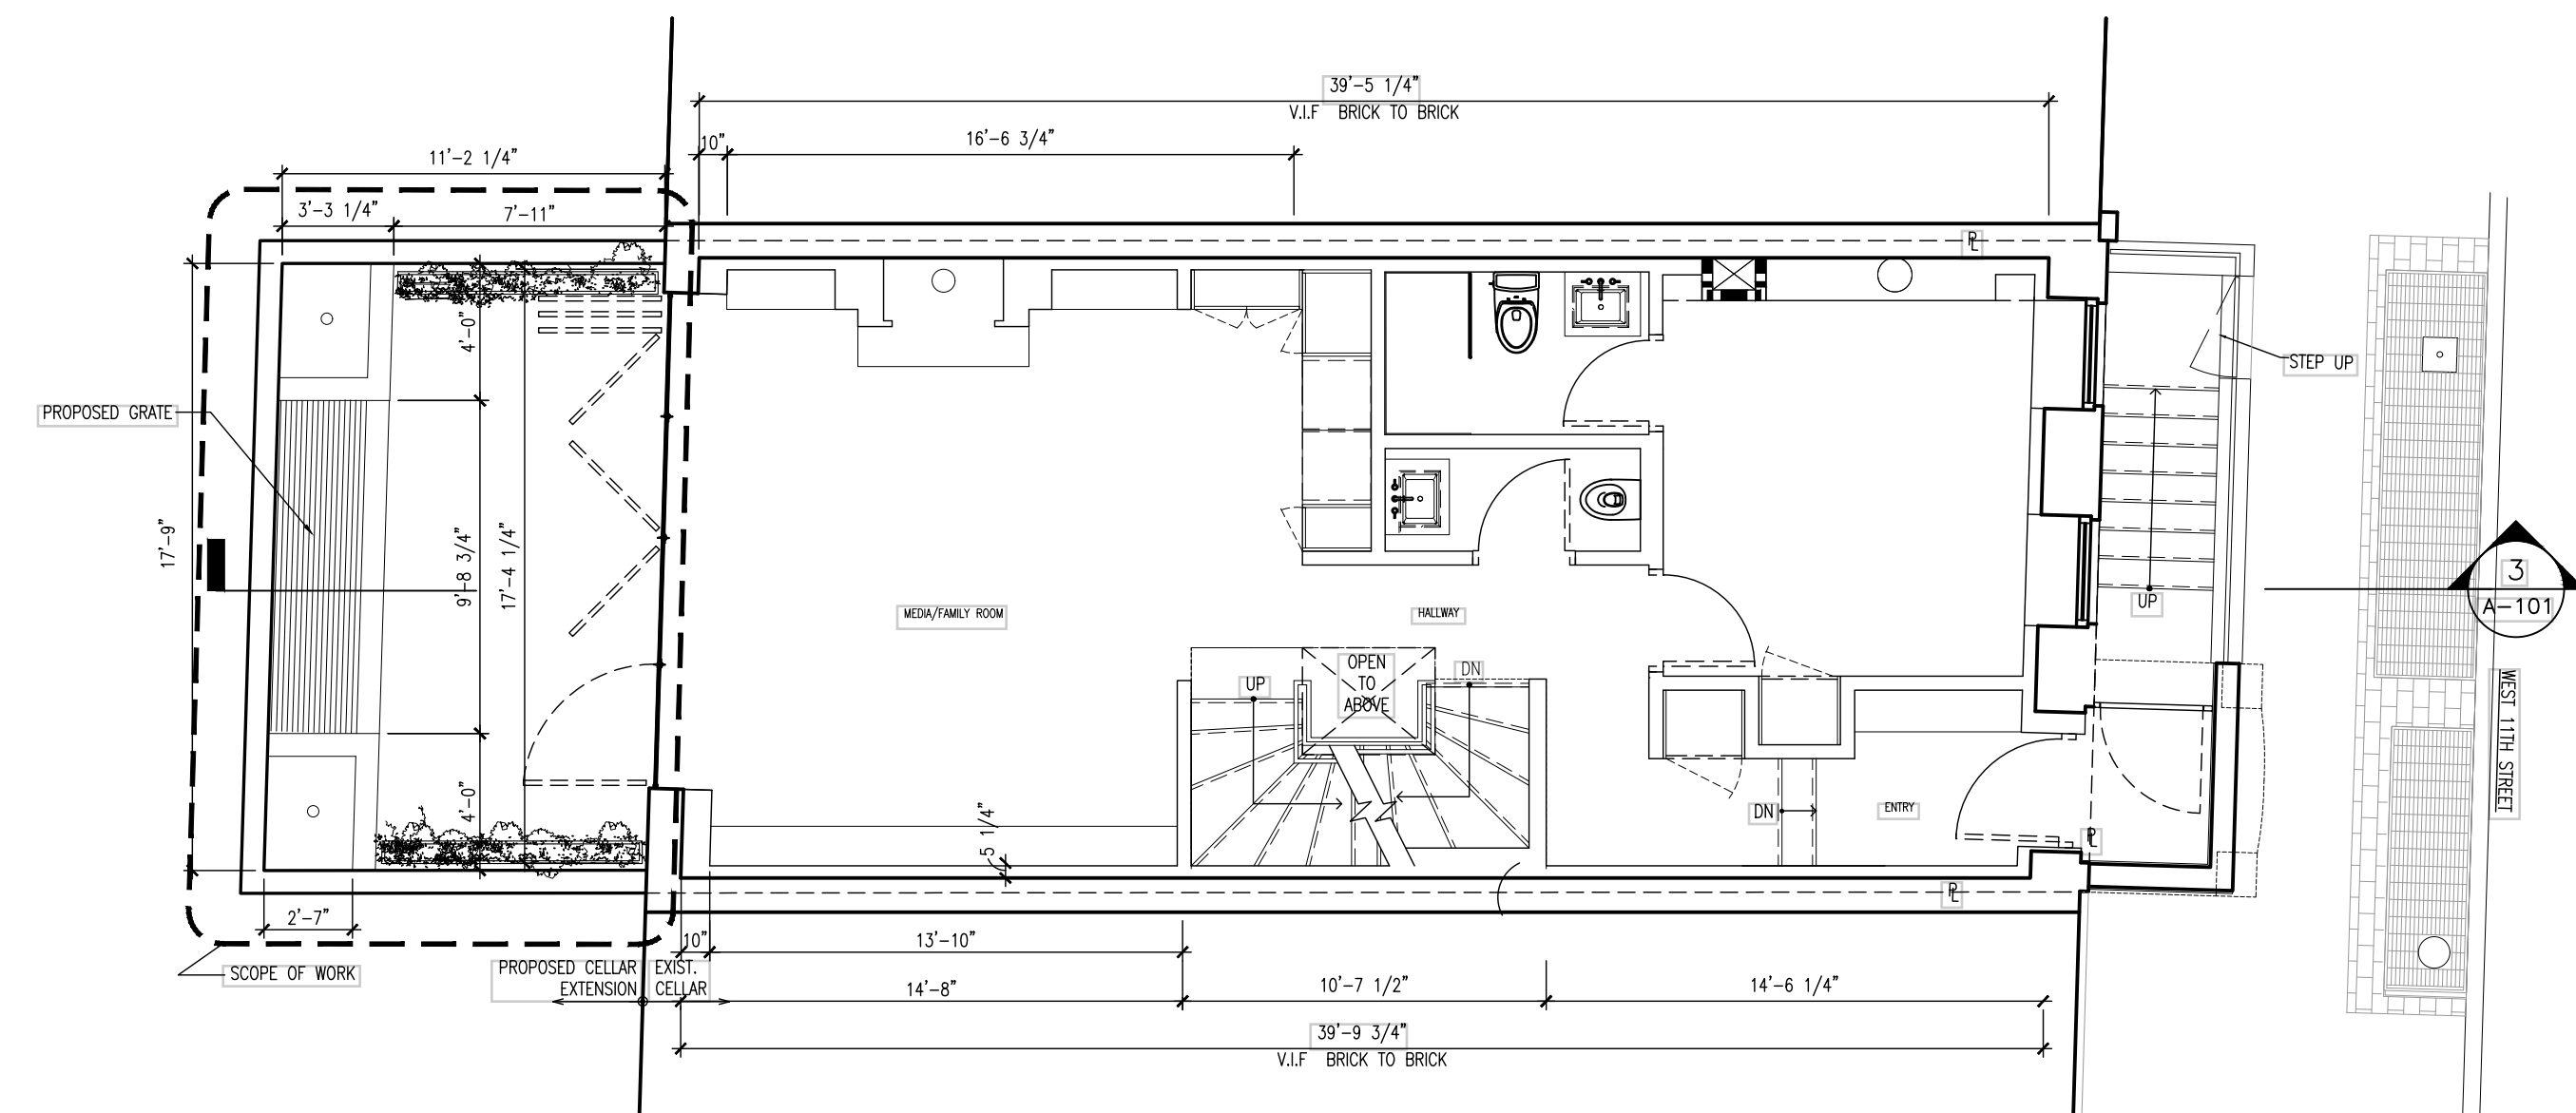 39'-5 1/4"
V.I.F BRICK TO BRICK
10"
16'-6 3/4"
11'-2 1/4"
3'-3 1/4"
7'-11"
PL
4'-0"
STEP UP
PROPOSED GRATE
17'-9"
9'-8 3/4"
17'-4 1/4"
3
A-101
UP
MEDIA/FAMILY ROOM
HALLWAY
OPEN
TO
ABOVE
DN
UP
WEST 11TH STREET
4'-0"
5 1/4"
DN
ENTRY
PL
PL
2'-7"
10"
13'-10"
SCOPE OF WORK
PROPOSED CELLAR
EXTENSION
EXIST.
CELLAR
14'-8"
10'-7 1/2"
14'-6 1/4"
39'-9 3/4"
V.I.F BRICK TO BRICK